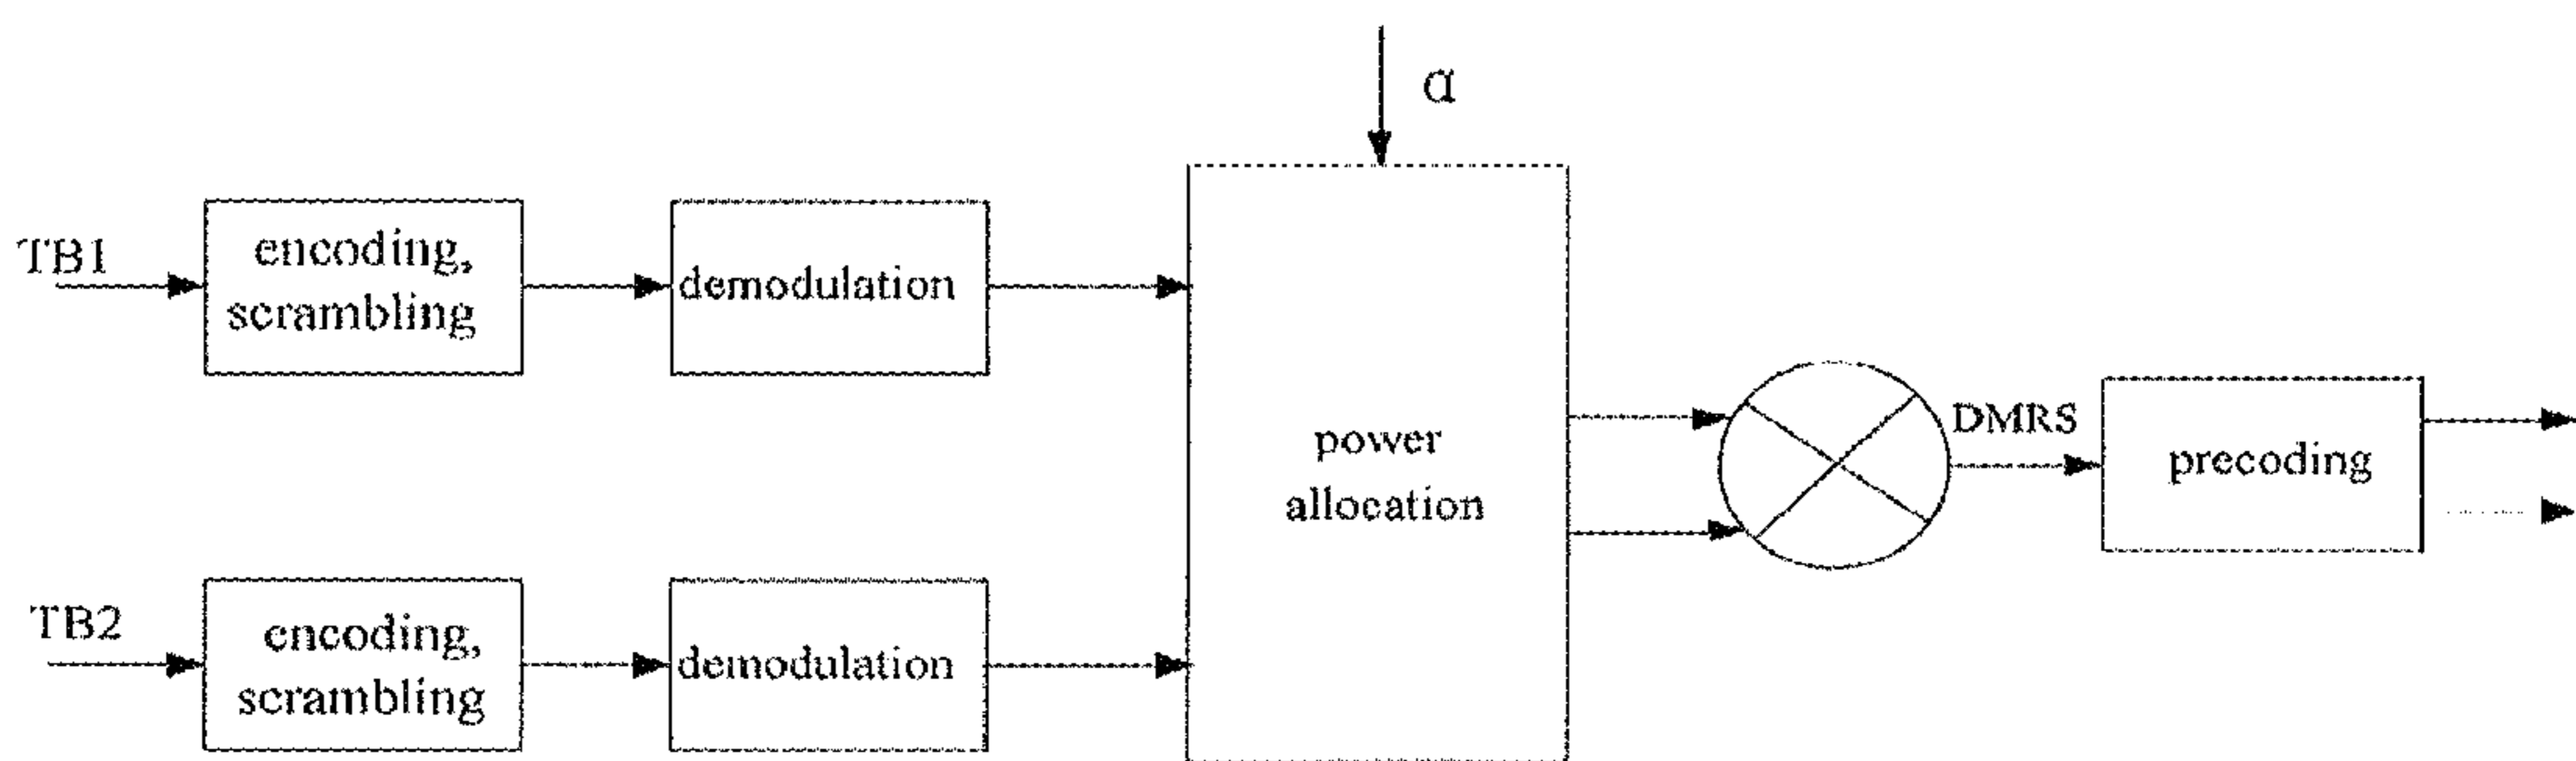 α
TB1
encoding,
scrambling
demodulation
power
allocation
DMRS
precoding
TB2
encoding,
scrambling
demodulation